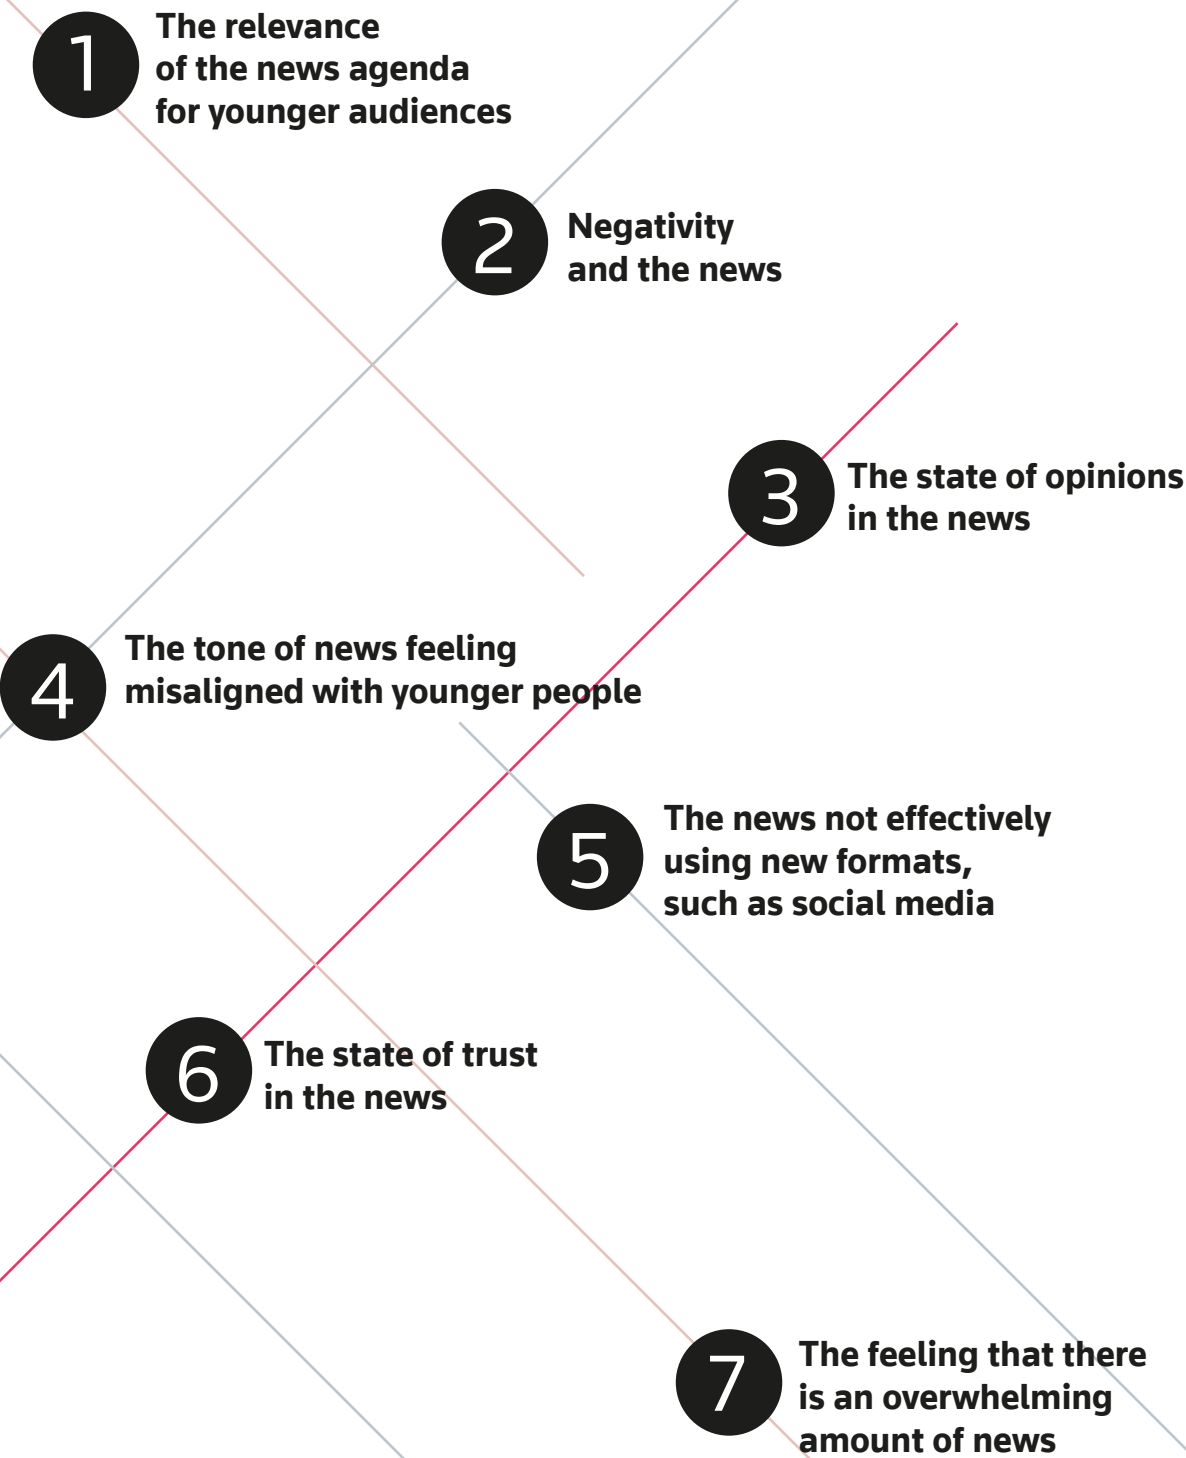 1
The relevance
of the news agenda
for younger audiences
2
Negativity
and the news
3
The state of opinions
in the news
4
The tone of news feeling
misaligned with younger people
5
The news not effectively
using new formats,
such as social media
6
The state of trust
in the news
7
The feeling that there
is an overwhelming
amount of news